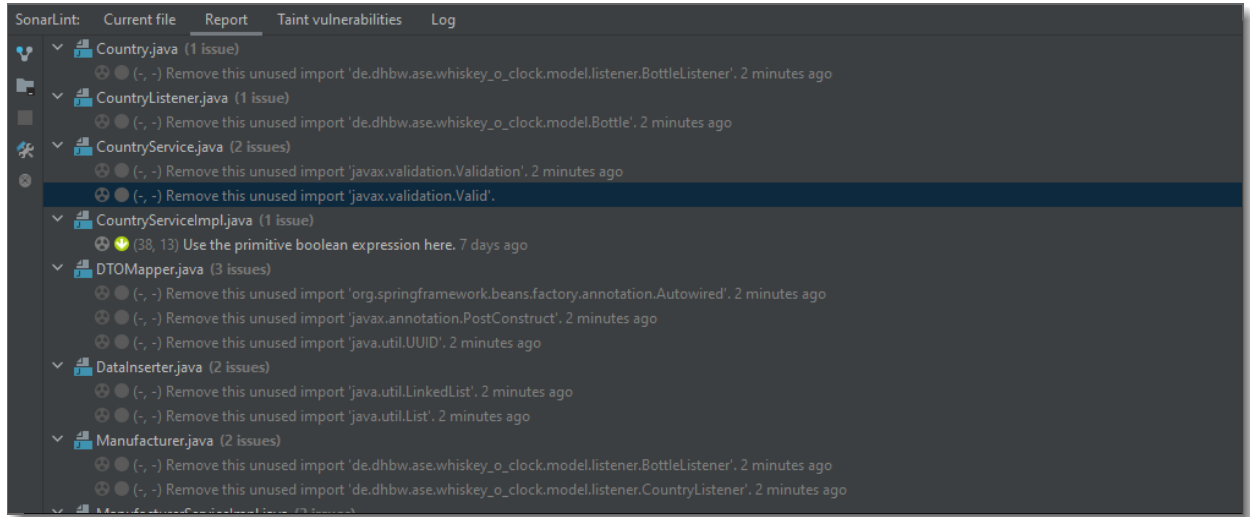 SonarLint: Current file Report Taint vulnerabilities Log
Country.java (1 issue)
(-, -) Remove this unused import 'de.dhbw.ase.whiskey_o_clock.model.listener.BottleListener'. 2 minutes ago
CountryListener.java (1 issue)
(-, -) Remove this unused import 'de.dhbw.ase.whiskey_o_clock.model.Bottle'. 2 minutes ago
CountryService.java (2 issues)
(-, -) Remove this unused import 'javax.validation.Validation'. 2 minutes ago
(-, -) Remove this unused import 'javax.validation.Valid'.
CountryServiceImpl.java (1 issue)
(38, 13) Use the primitive boolean expression here. 7 days ago
DTOMapper.java (3 issues)
(-, -) Remove this unused import 'org.springframework.beans.factory.annotation.Autowired'. 2 minutes ago
(-, -) Remove this unused import 'javax.annotation.PostConstruct'. 2 minutes ago
(-, -) Remove this unused import 'java.util.UUID'. 2 minutes ago
DataInserter.java (2 issues)
(-, -) Remove this unused import 'java.util.LinkedList'. 2 minutes ago
(-, -) Remove this unused import 'java.util.List'. 2 minutes ago
Manufacturer.java (2 issues)
(-, -) Remove this unused import 'de.dhbw.ase.whiskey_o_clock.model.listener.BottleListener'. 2 minutes ago
(-, -) Remove this unused import 'de.dhbw.ase.whiskey_o_clock.model.listener.CountryListener'. 2 minutes ago